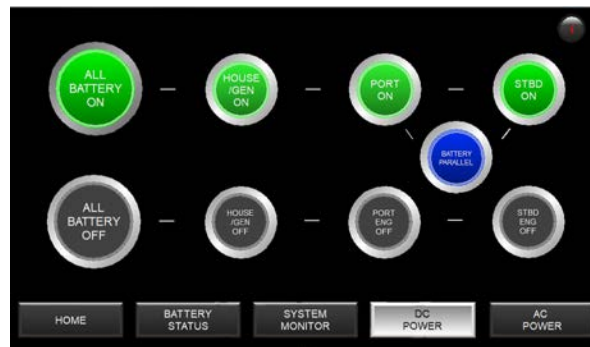 ALL
BATTERY
ON
HOUSE
/GEN
ON
PORT
ON
STBD
ON
BATTERY
PARALLEL
ALL
BATTERY
OFF
HOUSE
/GEN
OFF
PORT
ENG
OFF
STBD
ENG
OFF
HOME
BATTERY
STATUS
SYSTEM
MONITOR
DC
POWER
AC
POWER